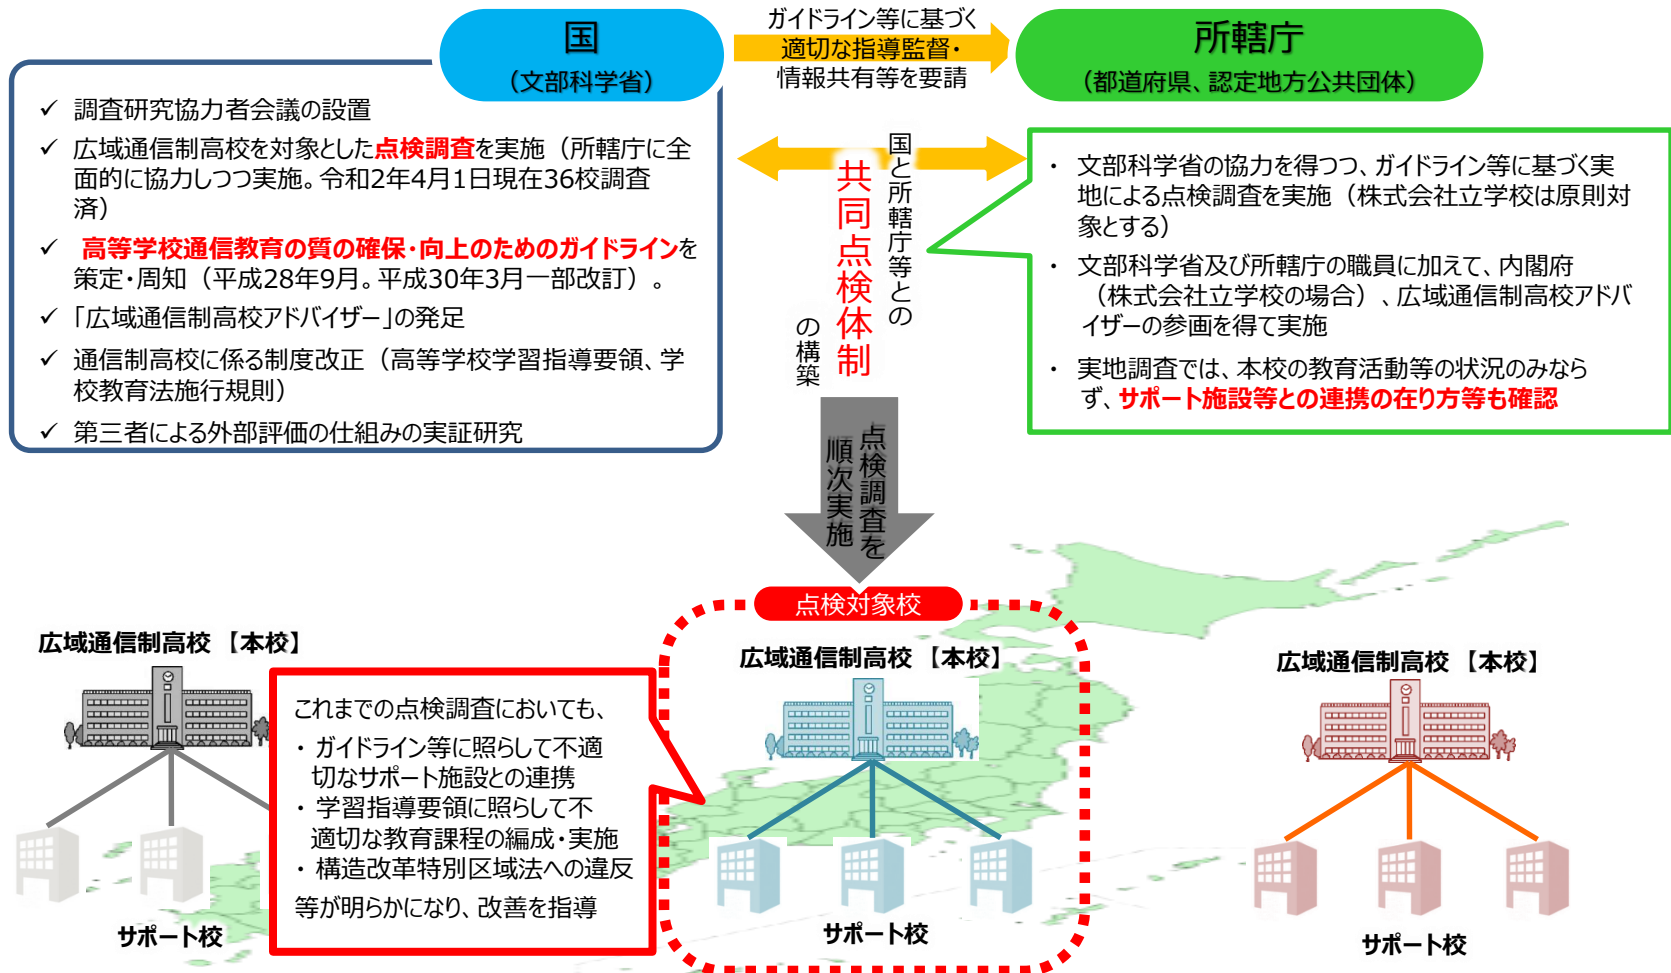 国
（文部科学省）
ガイドライン等に基づく
適切な指導監督・
情報共有等を要請
所轄庁
（都道府県、認定地方公共団体）
✓ 調査研究協力者会議の設置
✓ 広域通信制高校を対象とした点検調査を実施（所轄庁に全
面的に協力しつつ実施。令和2年4月1日現在36校調査
済）
✓ 高等学校通信教育の質の確保・向上のためのガイドラインを
策定・周知（平成28年9月。平成30年3月一部改訂）。
✓ 「広域通信制高校アドバイザー」の発足
✓ 通信制高校に係る制度改正（高等学校学習指導要領、学
校教育法施行規則）
✓ 第三者による外部評価の仕組みの実証研究
国と所轄庁等との
共同点検体制
の構築
・ 文部科学省の協力を得つつ、ガイドライン等に基づく実
地による点検調査を実施（株式会社立学校は原則対
象とする）
・ 文部科学省及び所轄庁の職員に加えて、内閣府
（株式会社立学校の場合）、広域通信制高校アドバ
イザーの参画を得て実施
・ 実地調査では、本校の教育活動等の状況のみなら
ず、サポート施設等との連携の在り方等も確認
点検調査を
順次実施
点検対象校
広域通信制高校 【本校】
サポート校
これまでの点検調査においても、
・ ガイドライン等に照らして不適
切なサポート施設との連携
・ 学習指導要領に照らして不
適切な教育課程の編成・実施
・ 構造改革特別区域法への違反
等が明らかになり、改善を指導
広域通信制高校 【本校】
サポート校
広域通信制高校 【本校】
サポート校